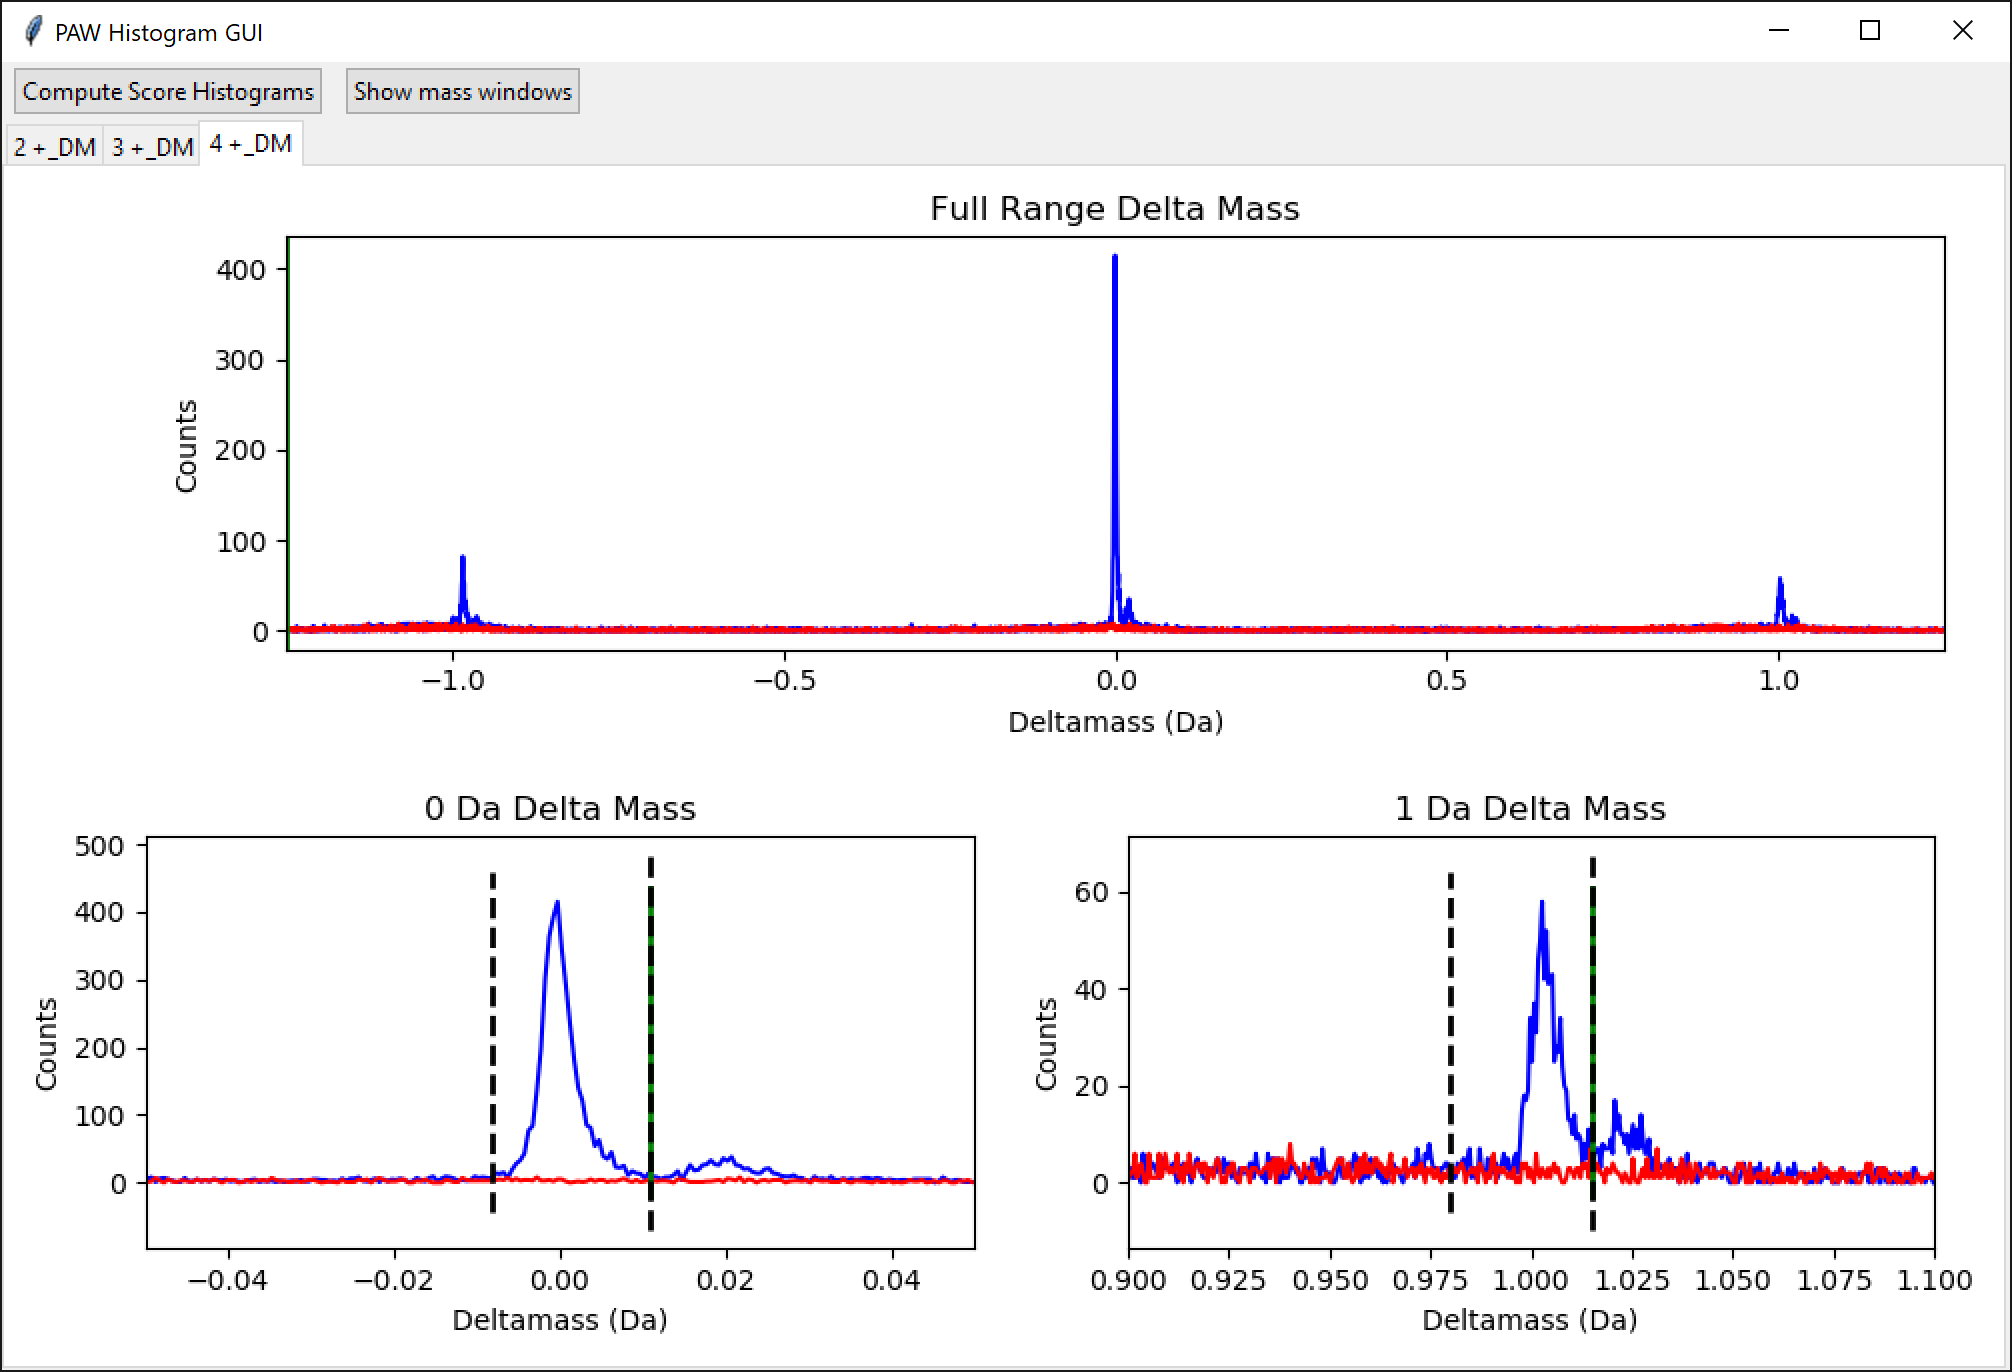 PAW Histogram GUI
Compute Score Histograms Show mass windows
2 +_DM 3 +_DM 4 +_DM
Full Range Delta Mass
400
300
200
100
0
Counts
−1.0 −0.5 0.0 0.5 1.0
Deltamass (Da)
0 Da Delta Mass
500
400
300
200
100
0
Counts
−0.04 −0.02 0.00 0.02 0.04
Deltamass (Da)
1 Da Delta Mass
60
40
20
0
Counts
0.900 0.925 0.950 0.975 1.000 1.025 1.050 1.075 1.100
Deltamass (Da)